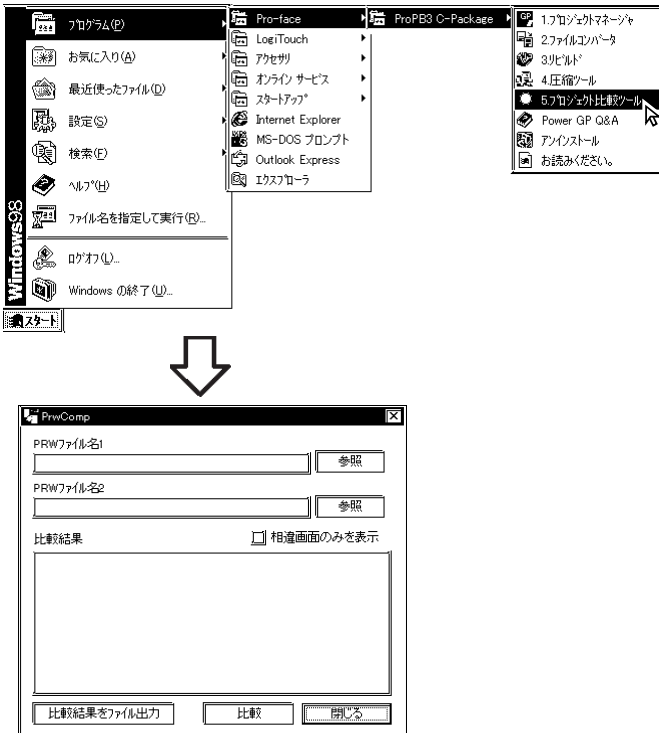 プログラム(P)
お気に入り(A)
最近使ったファイル(D)
設定(S)
検索(F)
ヘルプ(H)
ファイル名を指定して実行(R)...
ログオフ(L)...
Windows の終了(U)...
Windows98
スタート
Pro-face
LogiTouch
アクセサリ
オンライン サービス
スタートアップ
Internet Explorer
MS-DOS プロンプト
Outlook Express
エクスプローラ
ProPB3 C-Package
GP
1.プロジェクトマネージャ
2.ファイルコンバータ
3.リビルド
4.圧縮ツール
5.プロジェクト比較ツール
Power GP Q&A
アンインストール
お読みください。
PrwComp
PRWファイル名1
参照
PRWファイル名2
参照
比較結果
相違画面のみを表示
比較結果をファイル出力
比較
閉じる